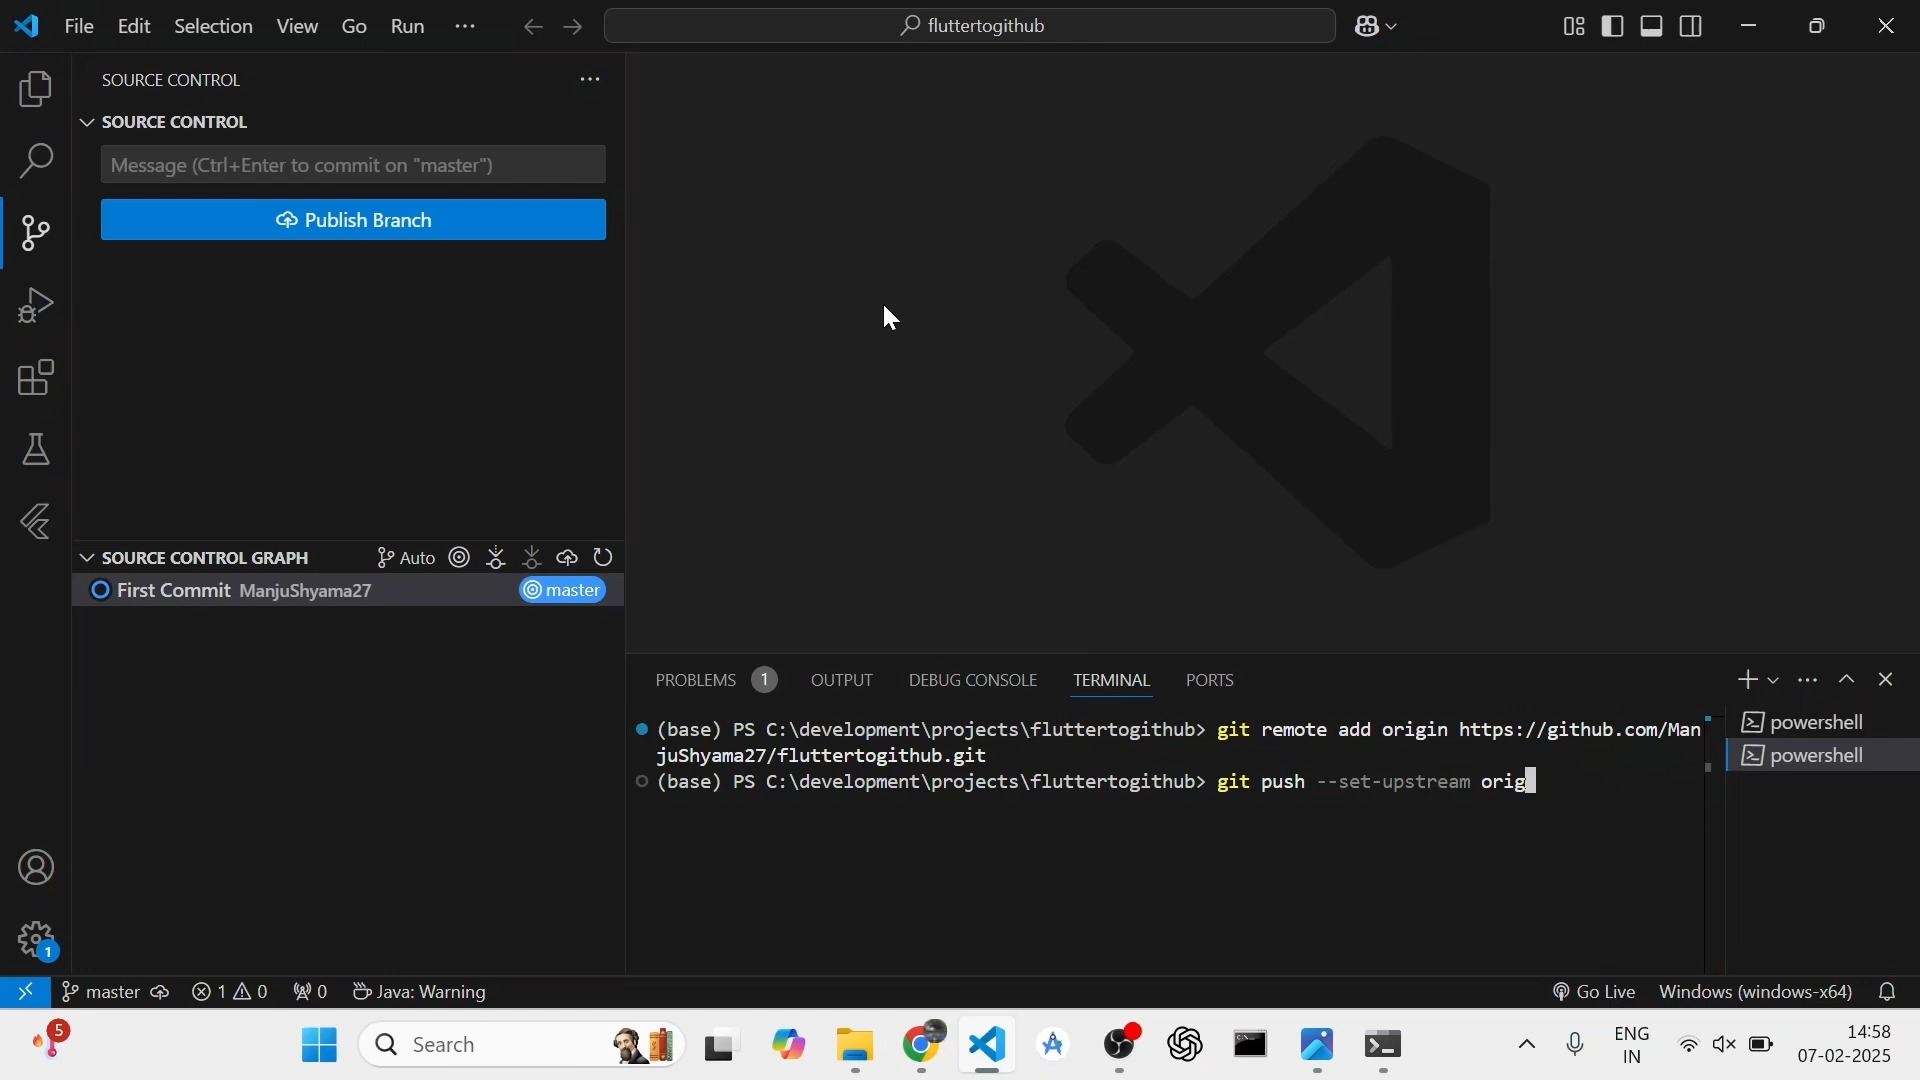 File Edit Selection View Go Run
fluttertogithub
SOURCE CONTROL
SOURCE CONTROL
Message (Ctrl+Enter to commit on "master")
Publish Branch
SOURCE CONTROL GRAPH Auto
First Commit ManjuShyama27 master
PROBLEMS 1 OUTPUT DEBUG CONSOLE TERMINAL PORTS
(base) PS C:\development\projects\fluttertogithub> git remote add origin https://github.com/Man
juShyama27/fluttertogithub.git
(base) PS C:\development\projects\fluttertogithub> git push --set-upstream orig
powershell
powershell
1
master 1 0 0 Java: Warning Go Live Windows (windows-x64)
5
Search
ENG
IN
14:58
07-02-2025